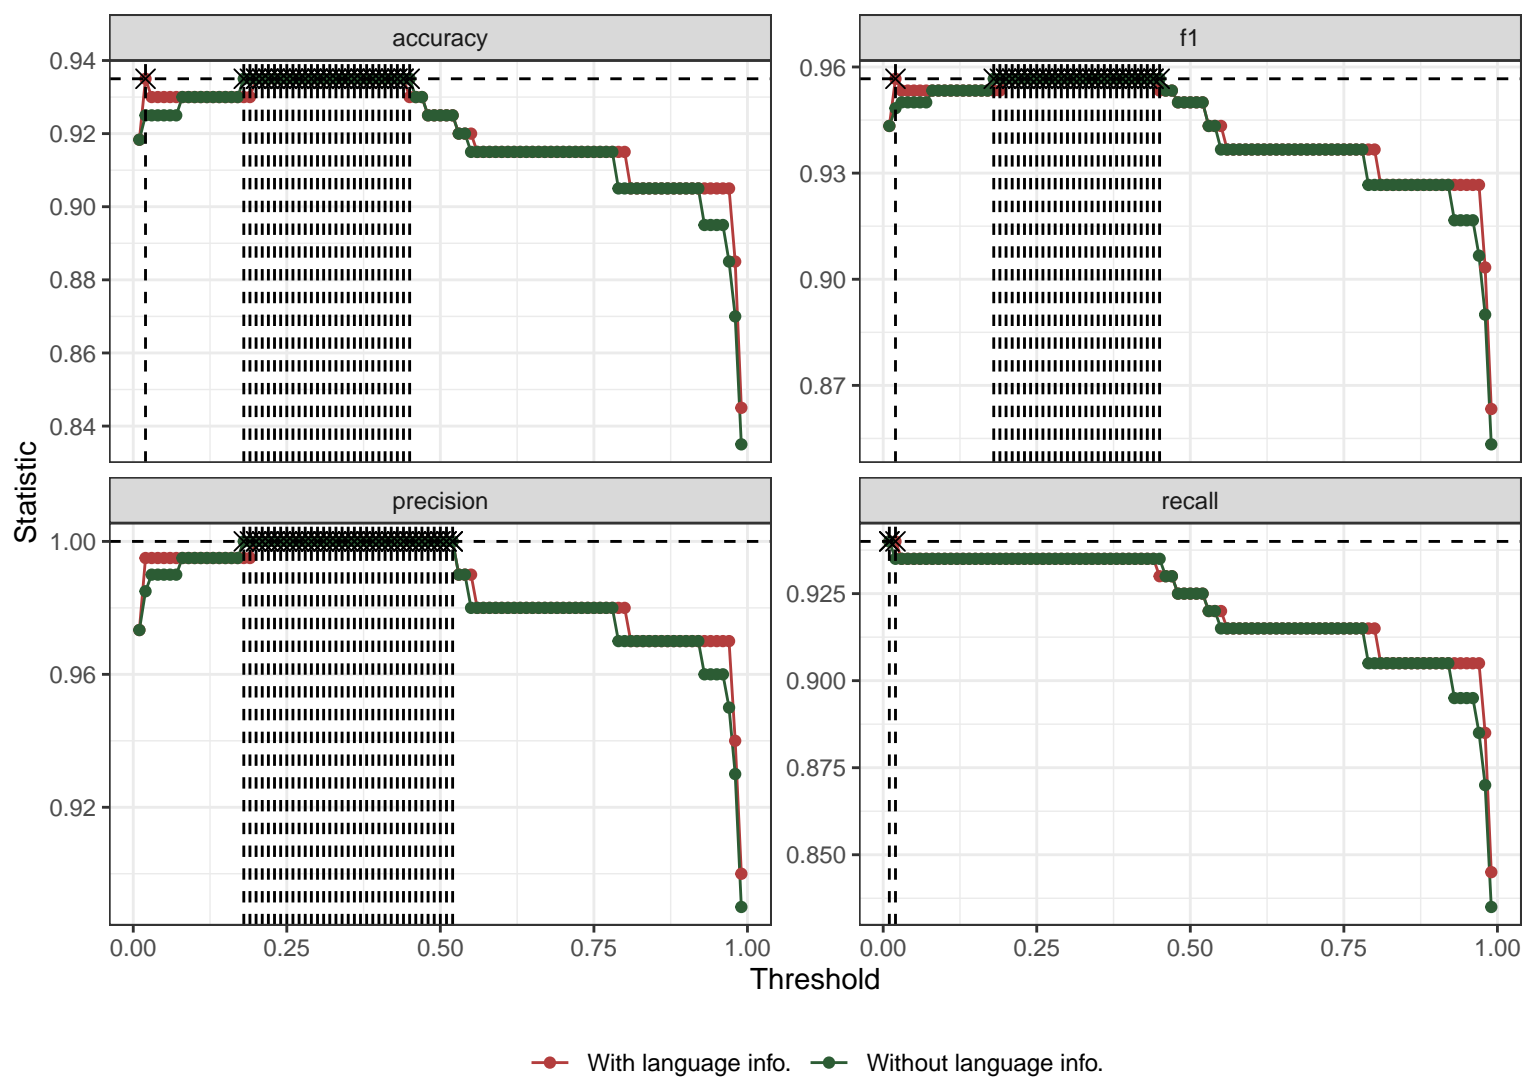 accuracy
f1
0.94
0.92
0.90
0.88
0.86
0.84
0.96
0.93
0.90
0.87
Statistic
precision
recall
1.00
0.96
0.92
0.925
0.900
0.875
0.850
0.00 0.25 0.50 0.75 1.00
0.00 0.25 0.50 0.75 1.00
Threshold
With language info. Without language info.